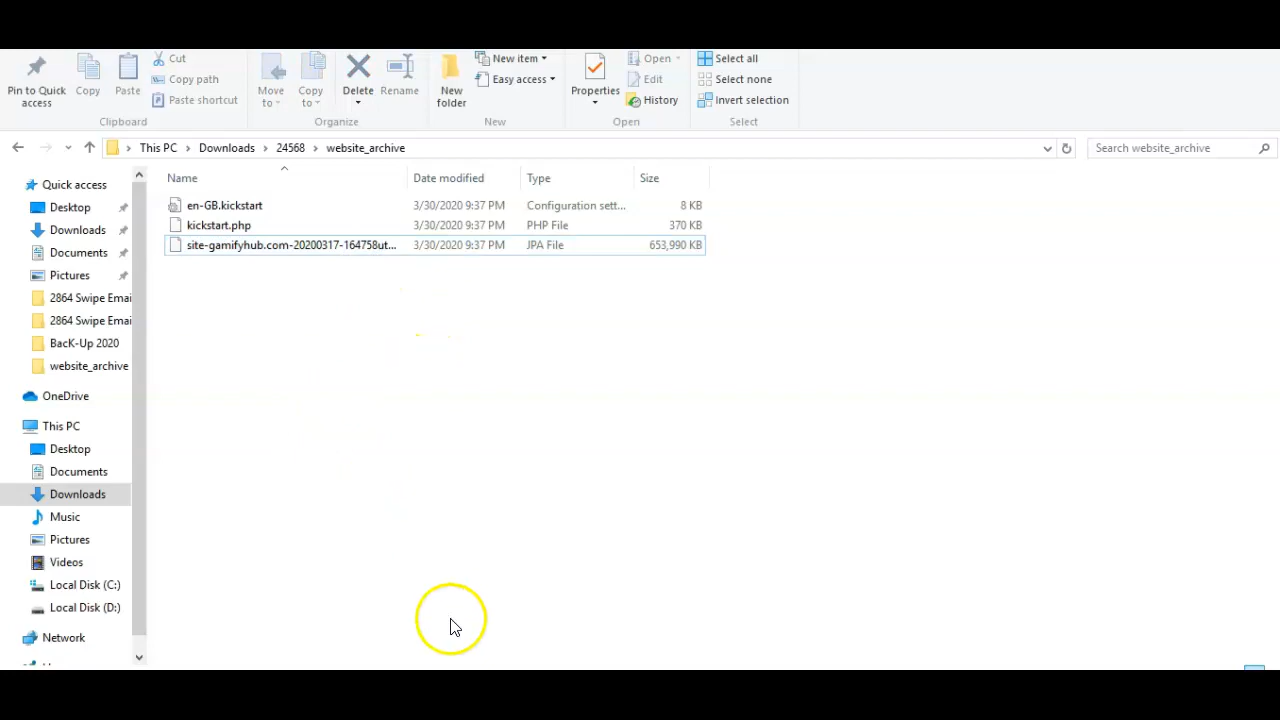 Pin to Quick access
Copy
Paste
Cut
Copy path
Paste shortcut
Clipboard
Move to
Copy to
Delete
Rename
Organize
New folder
New item
Easy access
New
Properties
Open
Edit
History
Open
Select all
Select none
Invert selection
Select
This PC > Downloads > 24568 > website_archive
Search website_archive
Name Date modified Type Size
en-GB.kickstart 3/30/2020 9:37 PM Configuration sett... 8 KB
kickstart.php 3/30/2020 9:37 PM PHP File 370 KB
site-gamifyhub.com-20200317-164758ut... 3/30/2020 9:37 PM JPA File 653,990 KB
Quick access
Desktop
Downloads
Documents
Pictures
2864 Swipe Emai
2864 Swipe Emai
BacK-Up 2020
website_archive
OneDrive
This PC
Desktop
Documents
Downloads
Music
Pictures
Videos
Local Disk (C:)
Local Disk (D:)
Network